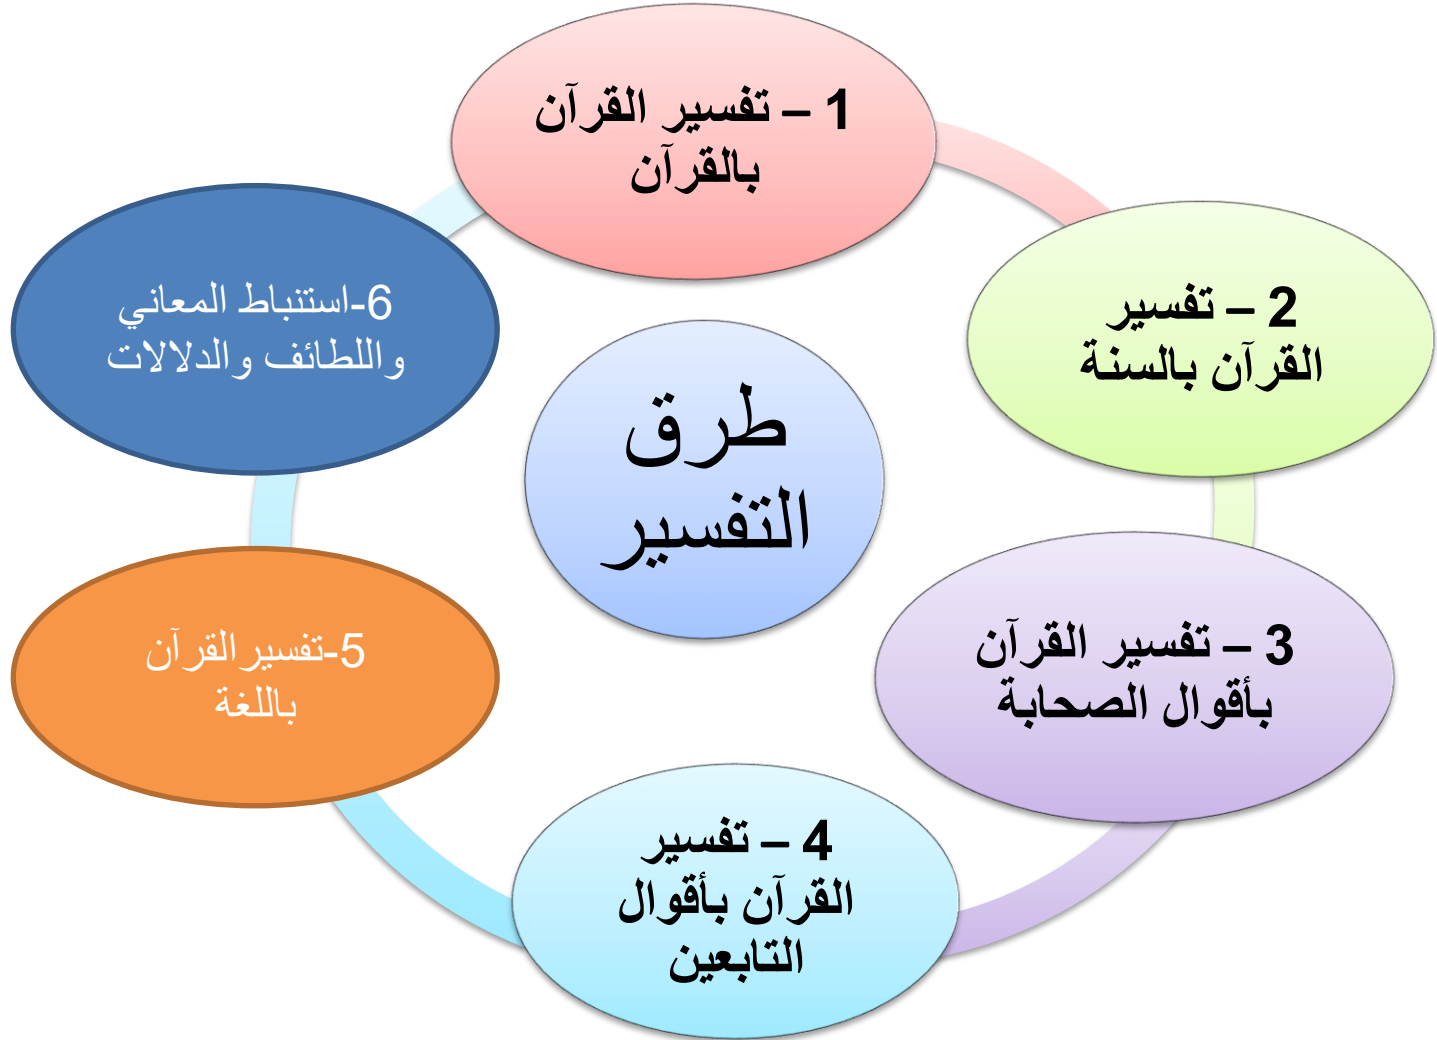 1 – تفسير القرآن
بالقرآن
2 – تفسير
القرآن بالسنة
3 – تفسير القرآن
بأقوال الصحابة
4 – تفسير
القرآن بأقوال
التابعين
5-تفسيرالقرآن
باللغة
6-استنباط المعاني
واللطائف والدلالات
طرق
التفسير